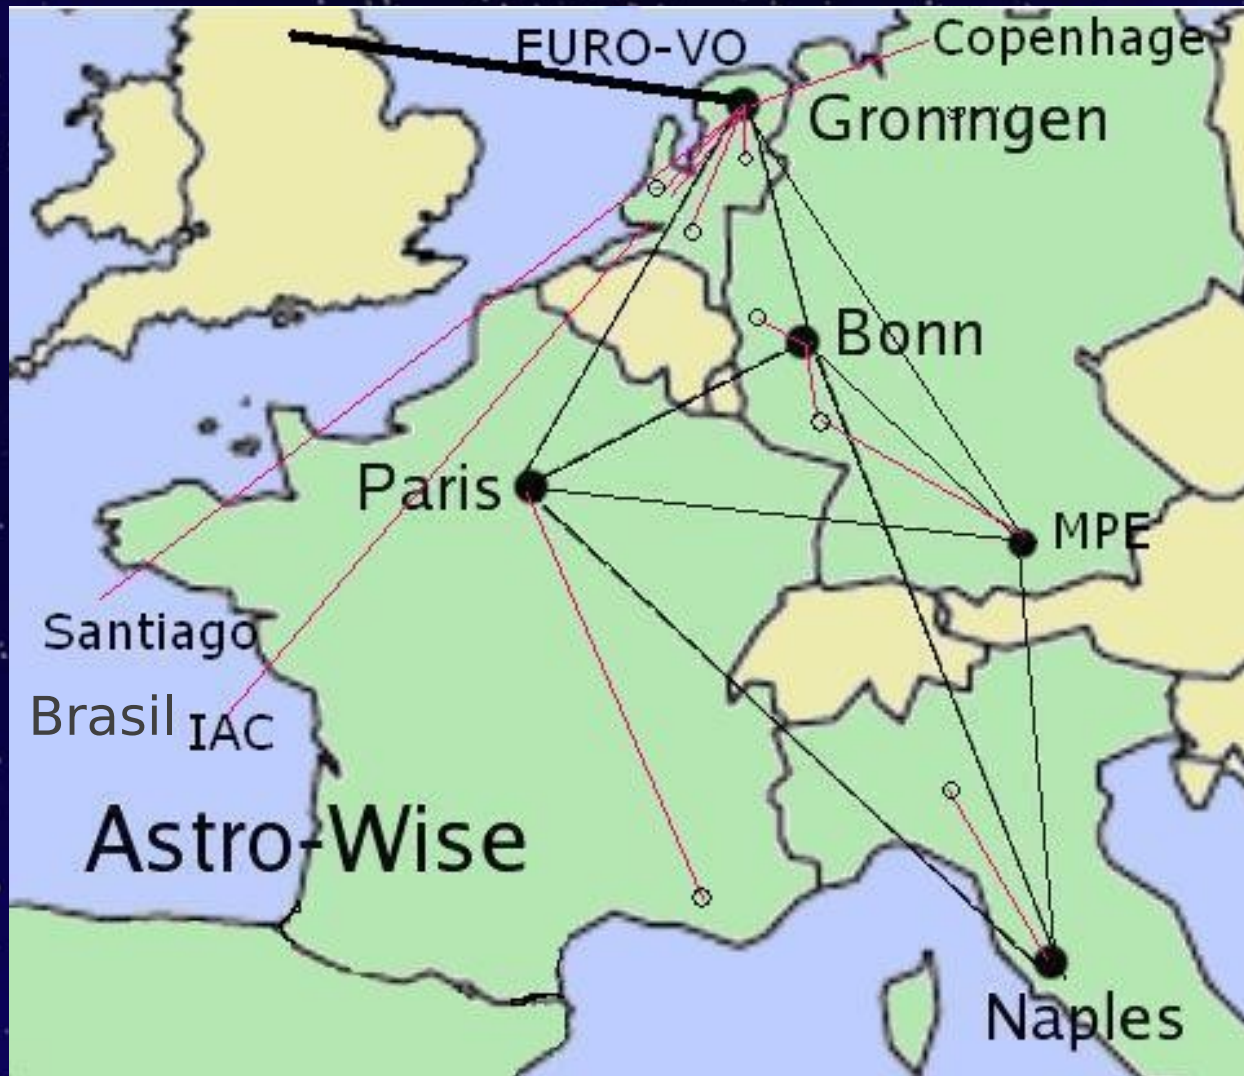 EURO-VO
Copenhage
Groningen
Bonn
Paris
MPE
Santiago
Brasil
IAC
Astro-Wise
Naples